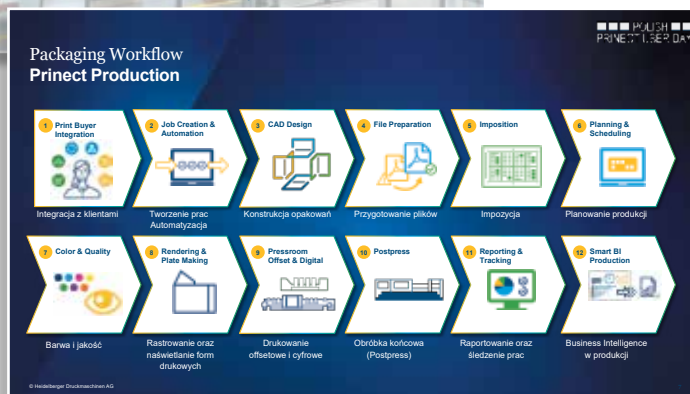 POLISH
PRINECT USER DAY
Packaging Workflow
Prinect Production
1 Print Buyer
Integration
2 Job Creation &
Automation
3 CAD Design
4 File Preparation
5 Imposition
6 Planning &
Scheduling
Integracja z klientami
Tworzenie prac
Automatyzacja
Konstrukcja opakowań
Przygotowanie plików
Impozycja
Planowanie produkcji
7 Color & Quality
8 Rendering &
Plate Making
9 Pressroom
Offset & Digital
10 Postpress
11 Reporting &
Tracking
12 Smart BI
Production
Barwa i jakość
Rastrowanie oraz
naświetlanie form
drukowych
Drukowanie
offsetowe i cyfrowe
Obróbka końcowa
(Postpress)
Raportowanie oraz
śledzenie prac
Business Intelligence
w produkcji
© Heidelberger Druckmaschinen AG